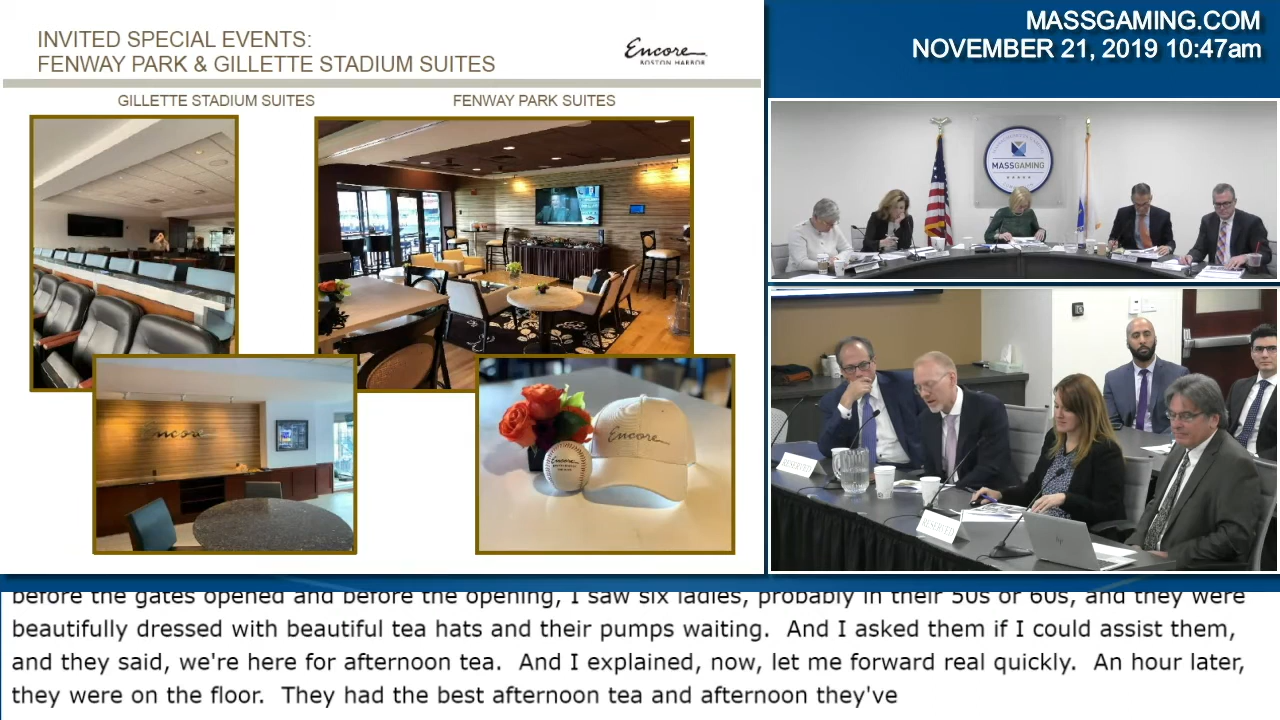 INVITED SPECIAL EVENTS:
FENWAY PARK & GILLETTE STADIUM SUITES
Encore
BOSTON HARBOR
GILLETTE STADIUM SUITES
FENWAY PARK SUITES
Encore
Encore
Encore
MASSGAMING.COM
NOVEMBER 21, 2019 10:47am
MASSGAMING
RESERVED
RESERVED
before the gates opened and before the opening, I saw six ladies, probably in their 50s or 60s, and they were
beautifully dressed with beautiful tea hats and their pumps waiting. And I asked them if I could assist them,
and they said, we're here for afternoon tea. And I explained, now, let me forward real quickly. An hour later,
they were on the floor. They had the best afternoon tea and afternoon they've